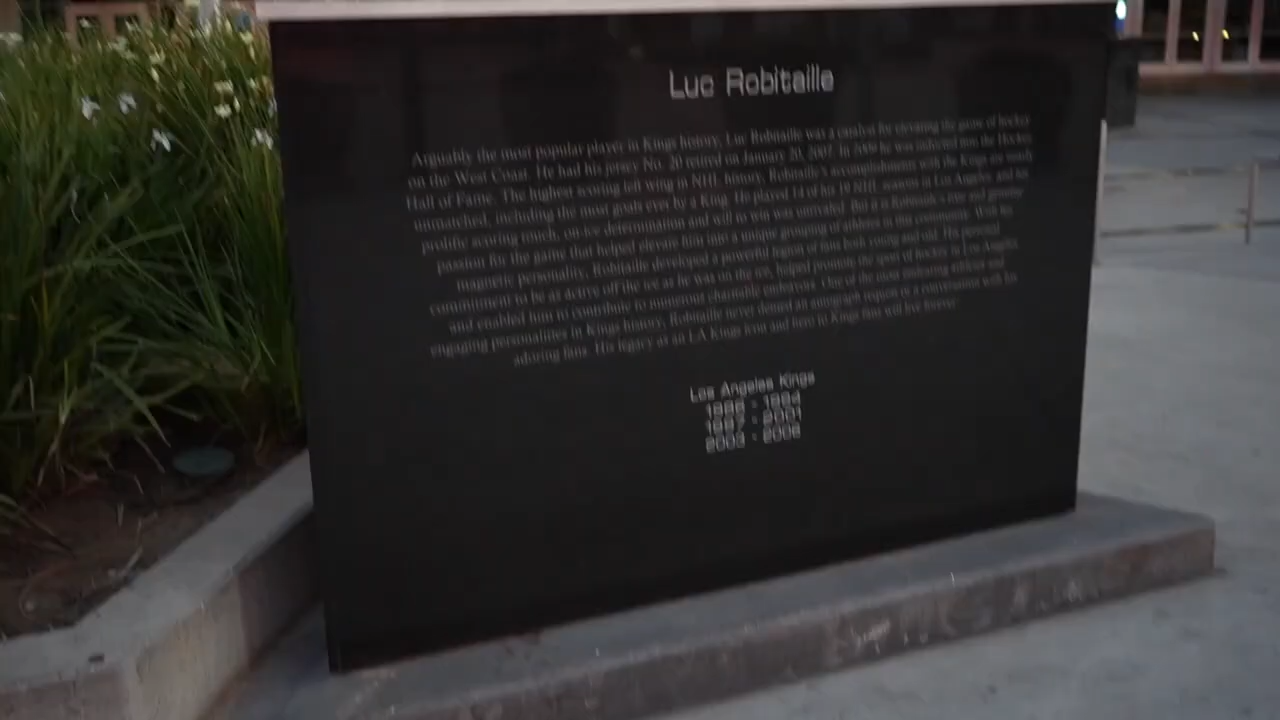 Luc Robitaille
Arguably the most popular player in Kings history, Luc Robitaille was a catalyst for elevating the game of hockey
on the West Coast. He had his jersey No. 20 retired on January 20, 2007. In 2009 he was inducted into the Hockey
Hall of Fame. The highest scoring left wing in NHL history, Robitaille's accomplishments with the Kings are nearly
unmatched, including the most goals ever by a King. He played 14 of his 19 NHL seasons in Los Angeles, and his
prolific scoring touch, on-ice determination and will to win was unrivaled. But it is Robitaille's true and genuine
passion for the game that helped elevate him into a unique grouping of athletes in this community. With his
magnetic personality, Robitaille developed a powerful legion of fans both young and old. His personal
commitment to be as active off the ice as he was on the ice, helped promote the sport of hockey in Los Angeles
and enabled him to contribute to numerous charitable endeavors. One of the most endearing athletes and
engaging personalities in Kings history, Robitaille never denied an autograph request or a conversation with his
adoring fans. His legacy as an LA Kings icon and hero to Kings fans will live forever.
Los Angeles Kings
1986 - 1994
1997 - 2001
2003 - 2006